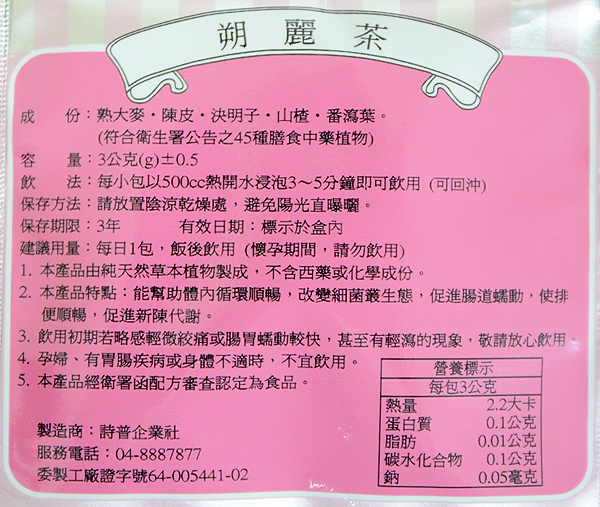 朔麗茶
成　　份：熟大麥・陳皮・決明子・山楂・番瀉葉。
(符合衛生署公告之45種膳食中藥植物)
容　　量：3公克(g)±0.5
飲　　法：每小包以500cc熱開水浸泡3～5分鐘即可飲用 (可回沖)
保存方法：請放置陰涼乾燥處，避免陽光直曝曬。
保存期限：3年　　　有效日期：標示於盒內
建議用量：每日1包，飯後飲用 (懷孕期間，請勿飲用)
1. 本產品由純天然草本植物製成，不含西藥或化學成份。
2. 本產品特點：能幫助體內循環順暢，改變細菌叢生態，促進腸道蠕動，使排
便順暢，促進新陳代謝。
3. 飲用初期若略感輕微絞痛或腸胃蠕動較快，甚至有輕瀉的現象，敬請放心飲用。
4. 孕婦、有胃腸疾病或身體不適時，不宜飲用。
5. 本產品經衛署函配方審查認定為食品。
製造商：詩普企業社
服務電話：04-8887877
委製工廠證字號64-005441-02
營養標示
每包3公克
熱量　2.2大卡
蛋白質　0.1公克
脂肪　0.01公克
碳水化合物　0.1公克
鈉　0.05毫克